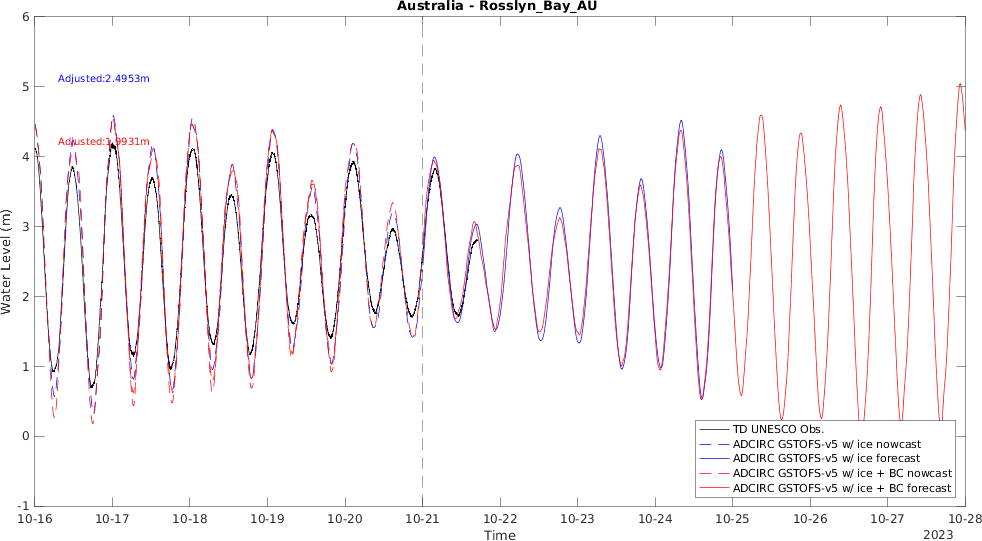 Australia - Rosslyn_Bay_AU
6
5
4
3
2
1
0
-1
Water Level (m)
Adjusted:2.4953m
Adjusted:1.9931m
TD UNESCO Obs.
ADCIRC GSTOFS-v5 w/ ice nowcast
ADCIRC GSTOFS-v5 w/ ice forecast
ADCIRC GSTOFS-v5 w/ ice + BC nowcast
ADCIRC GSTOFS-v5 w/ ice + BC forecast
10-16 10-17 10-18 10-19 10-20 10-21 10-22 10-23 10-24 10-25 10-26 10-27 10-28
Time
2023